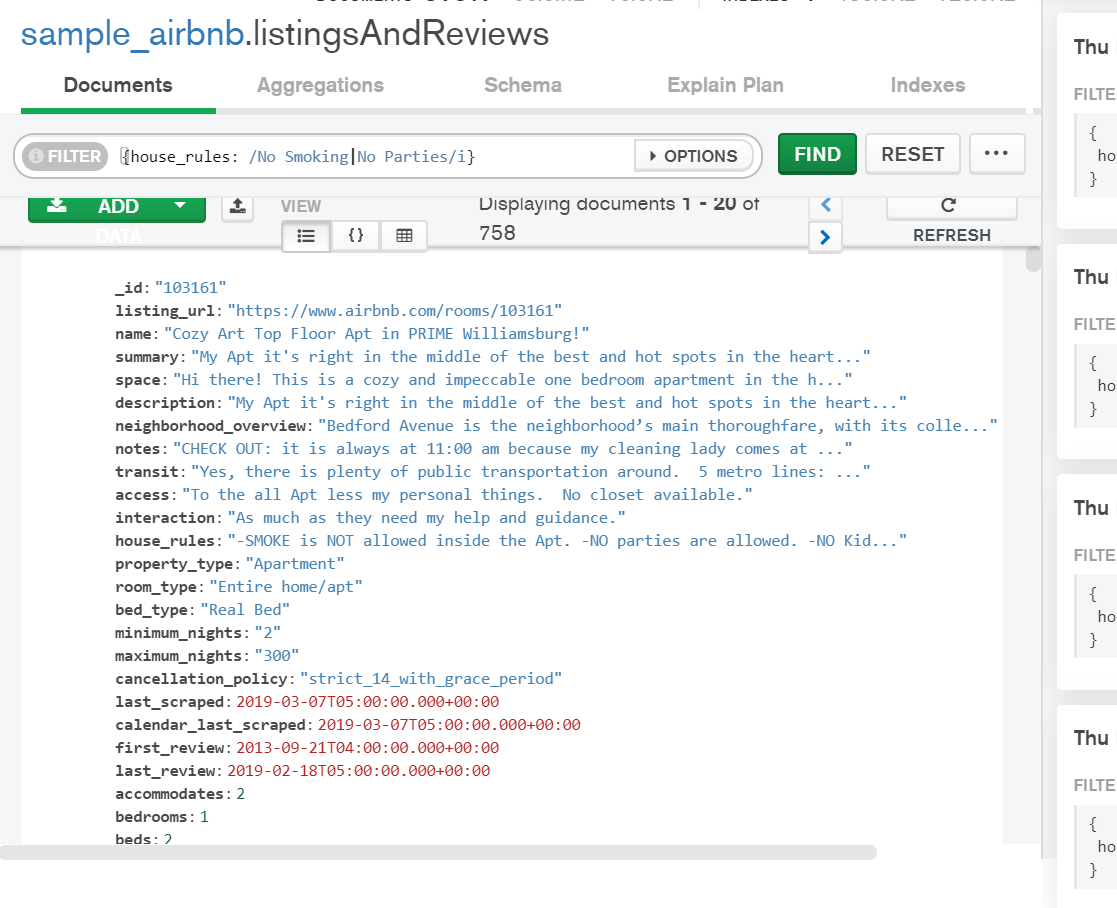 sample_airbnb.listingsAndReviews
Documents Aggregations Schema Explain Plan Indexes
FILTER {house_rules: /No Smoking|No Parties/i} OPTIONS FIND RESET ...
ADD DATA
VIEW
{}
Displaying documents 1 - 20 of
758
REFRESH
_id: "103161"
listing_url: "https://www.airbnb.com/rooms/103161"
name: "Cozy Art Top Floor Apt in PRIME Williamsburg!"
summary: "My Apt it's right in the middle of the best and hot spots in the heart..."
space: "Hi there! This is a cozy and impeccable one bedroom apartment in the h..."
description: "My Apt it's right in the middle of the best and hot spots in the heart..."
neighborhood_overview: "Bedford Avenue is the neighborhood’s main thoroughfare, with its colle..."
notes: "CHECK OUT: it is always at 11:00 am because my cleaning lady comes at ..."
transit: "Yes, there is plenty of public transportation around.  5 metro lines: ..."
access: "To the all Apt less my personal things.  No closet available."
interaction: "As much as they need my help and guidance."
house_rules: "-SMOKE is NOT allowed inside the Apt. -NO parties are allowed. -NO Kid..."
property_type: "Apartment"
room_type: "Entire home/apt"
bed_type: "Real Bed"
minimum_nights: "2"
maximum_nights: "300"
cancellation_policy: "strict_14_with_grace_period"
last_scraped: 2019-03-07T05:00:00.000+00:00
calendar_last_scraped: 2019-03-07T05:00:00.000+00:00
first_review: 2013-09-21T04:00:00.000+00:00
last_review: 2019-02-18T05:00:00.000+00:00
accommodates: 2
bedrooms: 1
beds: 2
Thu
FILTE
{
ho
}
Thu
FILTE
{
ho
}
Thu
FILTE
{
ho
}
Thu
FILTE
{
ho
}